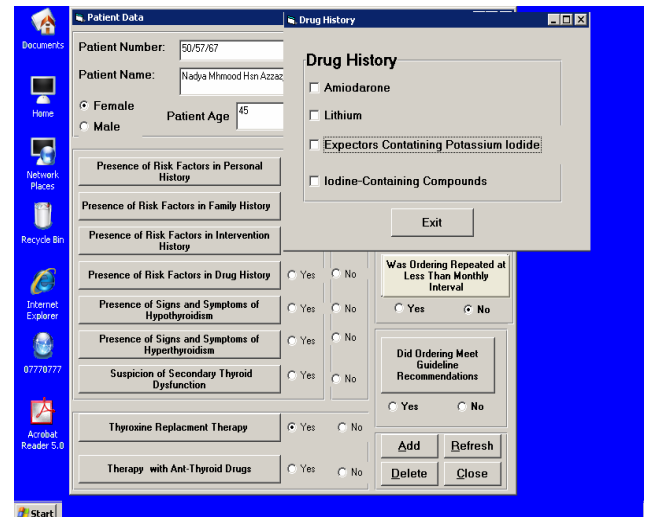 Documents
Home
Network
Places
Recycle Bin
Internet
Explorer
07770777
Acrobat
Reader 5.0
Start
Patient Data
Patient Number:
50/57/67
Patient Name:
Nadya Mhmood Hsn Azzaz
Female
Male
Patient Age
45
Presence of Risk Factors in Personal
History
Presence of Risk Factors in Family History
Presence of Risk Factors in Intervention
History
Presence of Risk Factors in Drug History
Yes
No
Presence of Signs and Symptoms of
Hypothyroidism
Yes
No
Presence of Signs and Symptoms of
Hyperthyroidism
Yes
No
Suspicion of Secondary Thyroid
Dysfunction
Yes
No
Thyroxine Replacment Therapy
Yes
No
Therapy with Ant-Thyroid Drugs
Yes
No
Was Ordering Repeated at
Less Than Monthly
Interval
Yes
No
Did Ordering Meet
Guideline
Recommendations
Yes
No
Add
Refresh
Delete
Close
Drug History
Drug History
Amiodarone
Lithium
Expectors Contatining Potassium Iodide
Iodine-Containing Compounds
Exit